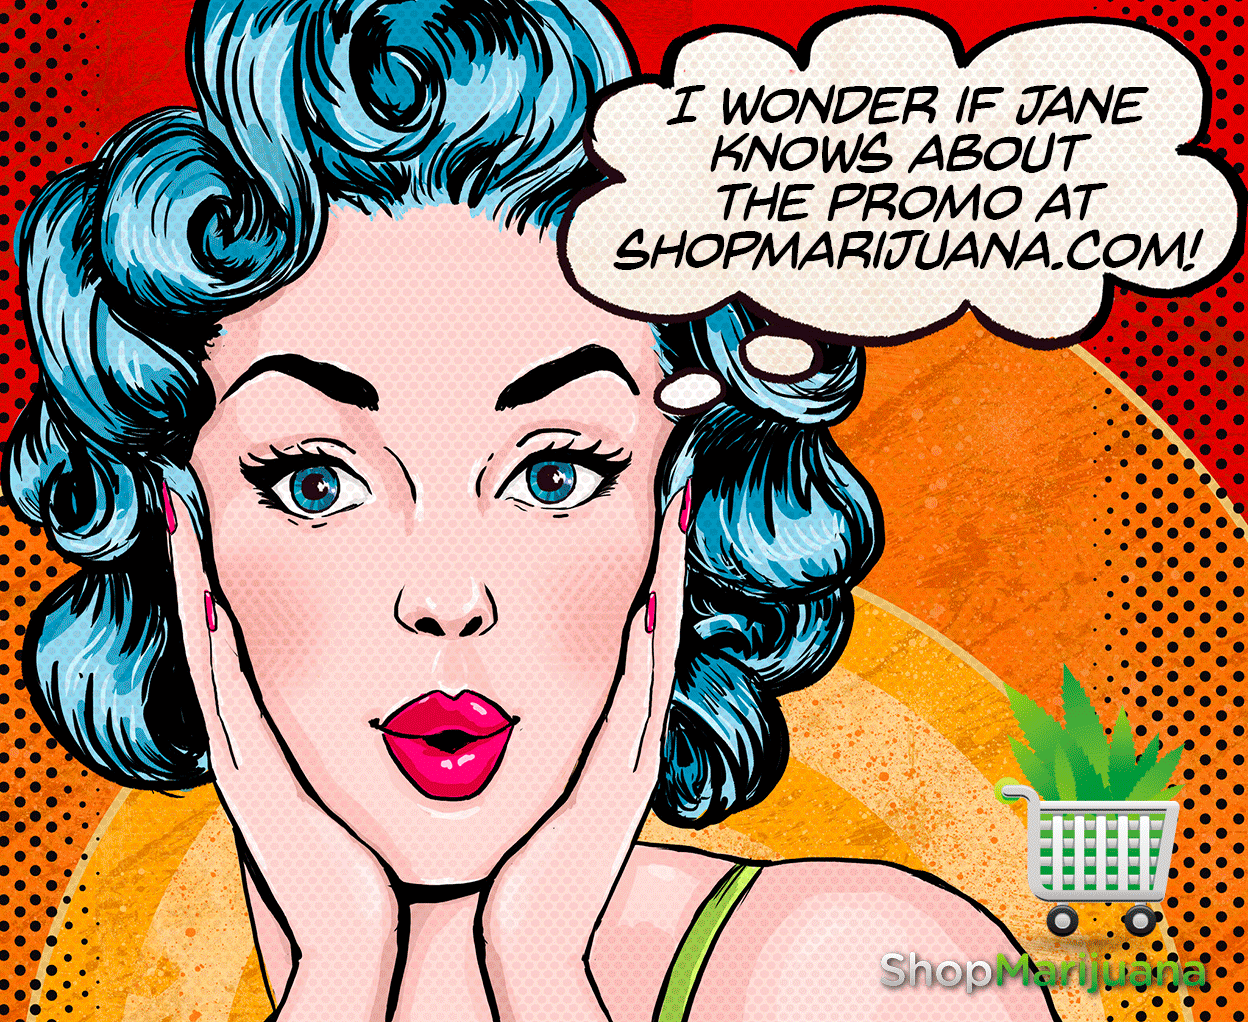 I WONDER IF JANE
KNOWS ABOUT
THE PROMO AT
SHOPMARIJUANA.COM!
ShopMarijuana